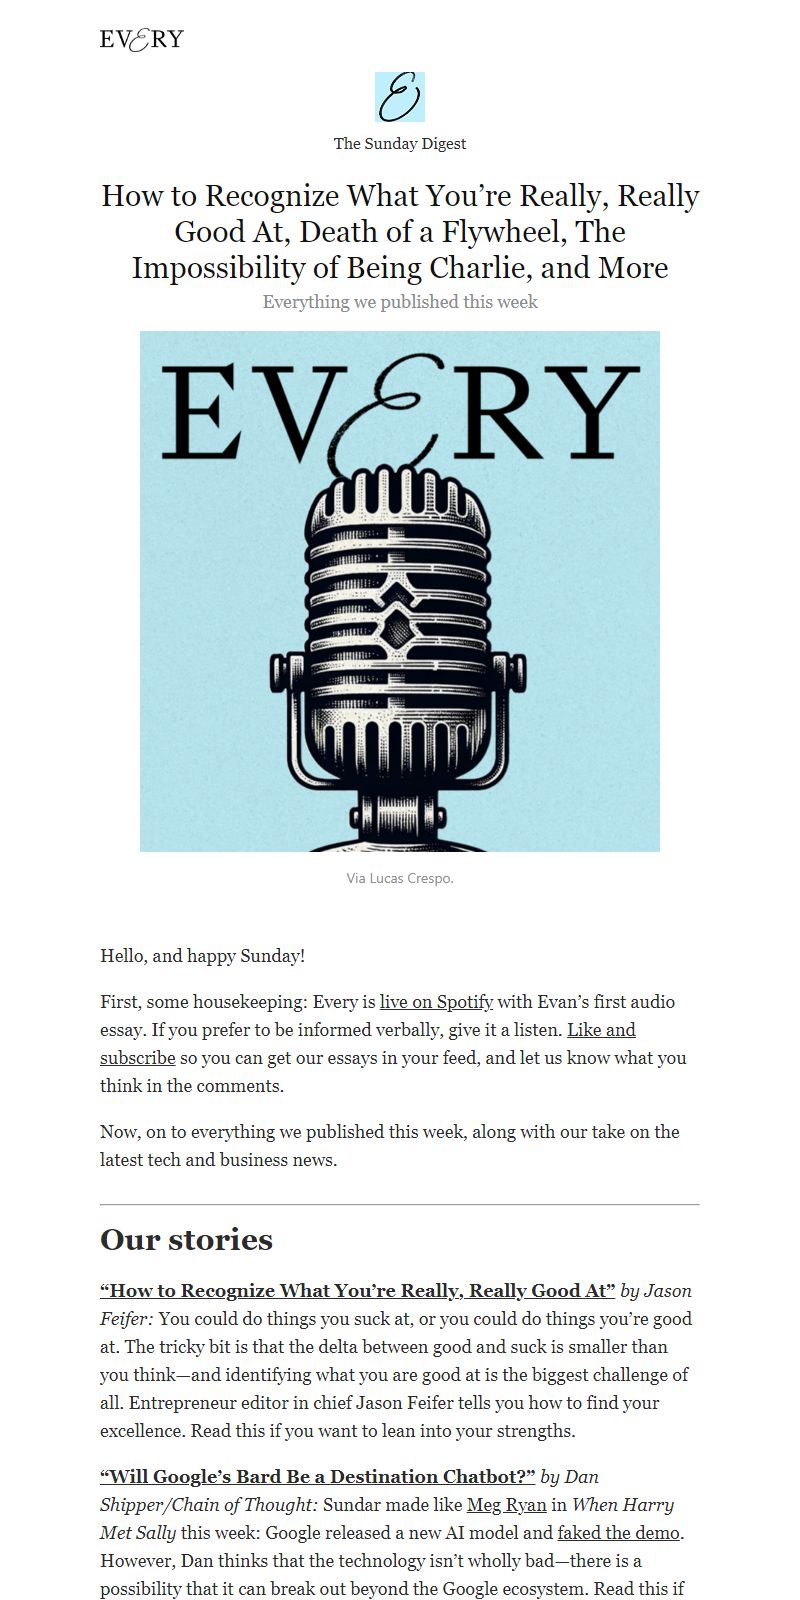 EVERY
E
The Sunday Digest
How to Recognize What You’re Really, Really
Good At, Death of a Flywheel, The
Impossibility of Being Charlie, and More
Everything we published this week
EVERY
Via Lucas Crespo.
Hello, and happy Sunday!
First, some housekeeping: Every is live on Spotify with Evan’s first audio
essay. If you prefer to be informed verbally, give it a listen. Like and
subscribe so you can get our essays in your feed, and let us know what you
think in the comments.
Now, on to everything we published this week, along with our take on the
latest tech and business news.
Our stories
“How to Recognize What You’re Really, Really Good At” by Jason
Feifer: You could do things you suck at, or you could do things you’re good
at. The tricky bit is that the delta between good and suck is smaller than
you think—and identifying what you are good at is the biggest challenge of
all. Entrepreneur editor in chief Jason Feifer tells you how to find your
excellence. Read this if you want to lean into your strengths.
“Will Google’s Bard Be a Destination Chatbot?” by Dan
Shipper/Chain of Thought: Sundar made like Meg Ryan in When Harry
Met Sally this week: Google released a new AI model and faked the demo.
However, Dan thinks that the technology isn’t wholly bad—there is a
possibility that it can break out beyond the Google ecosystem. Read this if